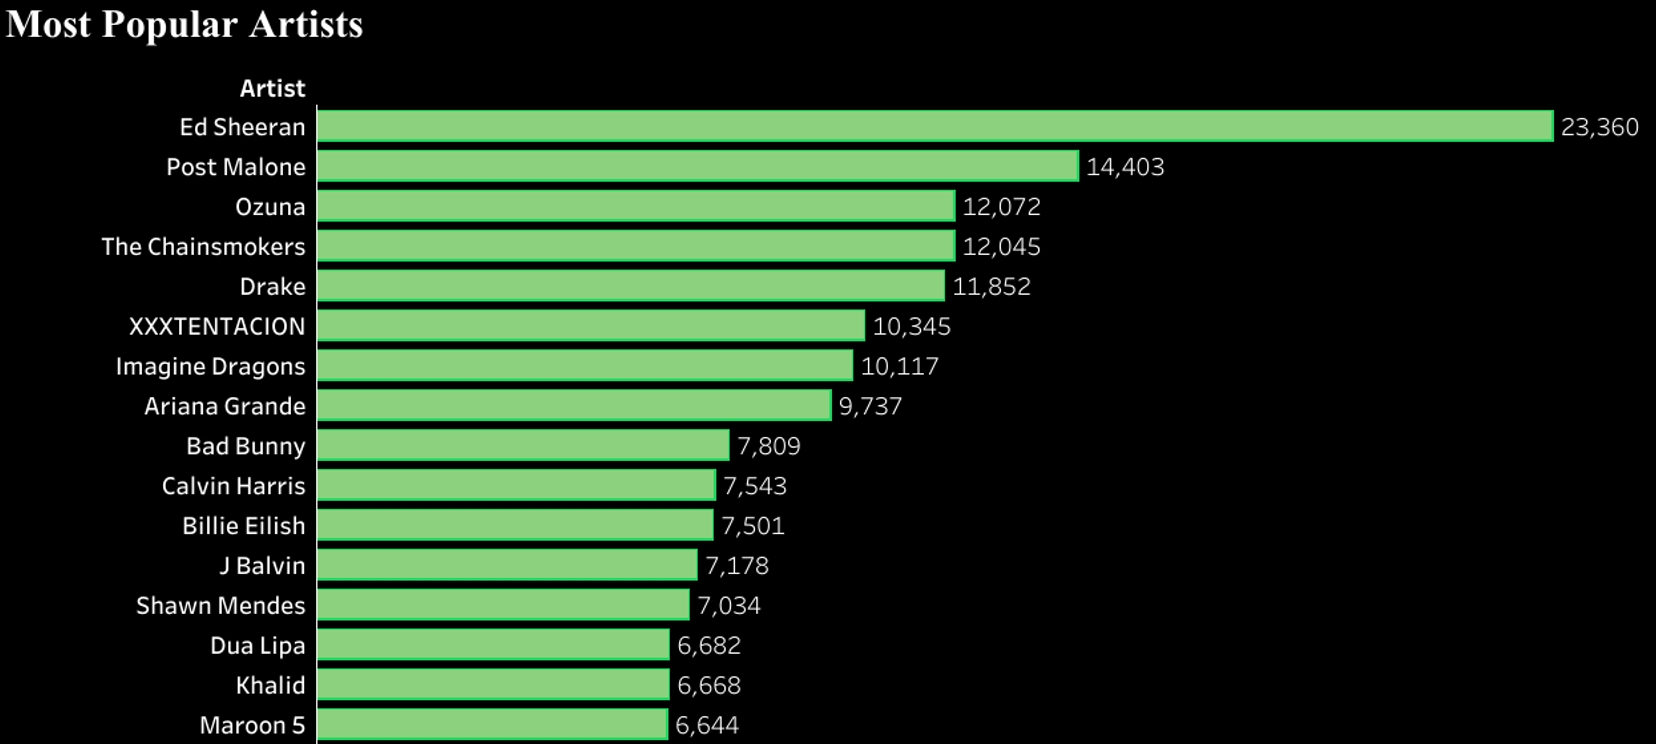 Most Popular Artists
Artist
Ed Sheeran 23,360
Post Malone 14,403
Ozuna 12,072
The Chainsmokers 12,045
Drake 11,852
XXXTENTACION 10,345
Imagine Dragons 10,117
Ariana Grande 9,737
Bad Bunny 7,809
Calvin Harris 7,543
Billie Eilish 7,501
J Balvin 7,178
Shawn Mendes 7,034
Dua Lipa 6,682
Khalid 6,668
Maroon 5 6,644